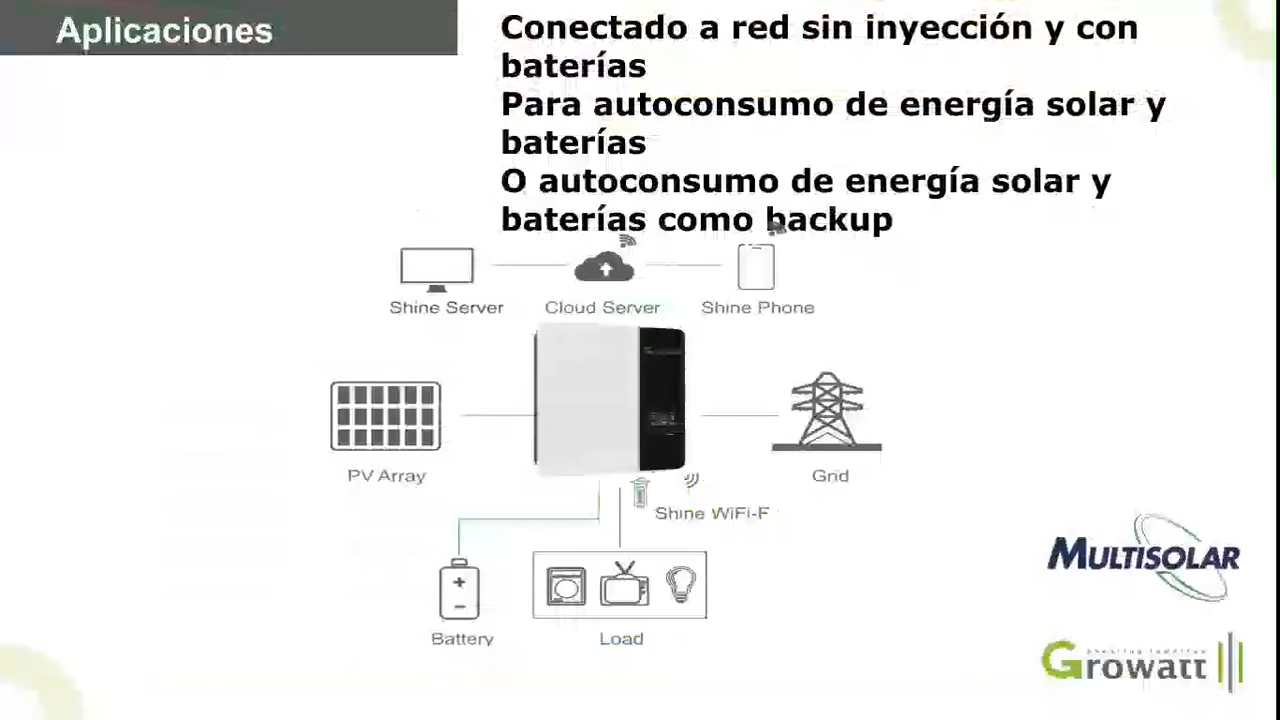 Aplicaciones
Conectado a red sin inyección y con
baterías
Para autoconsumo de energía solar y
baterías
O autoconsumo de energía solar y
baterías como backup
Shine Server
Cloud Server
Shine Phone
PV Array
Grid
Shine WiFi-F
Battery
Load
MULTISOLAR
Growatt